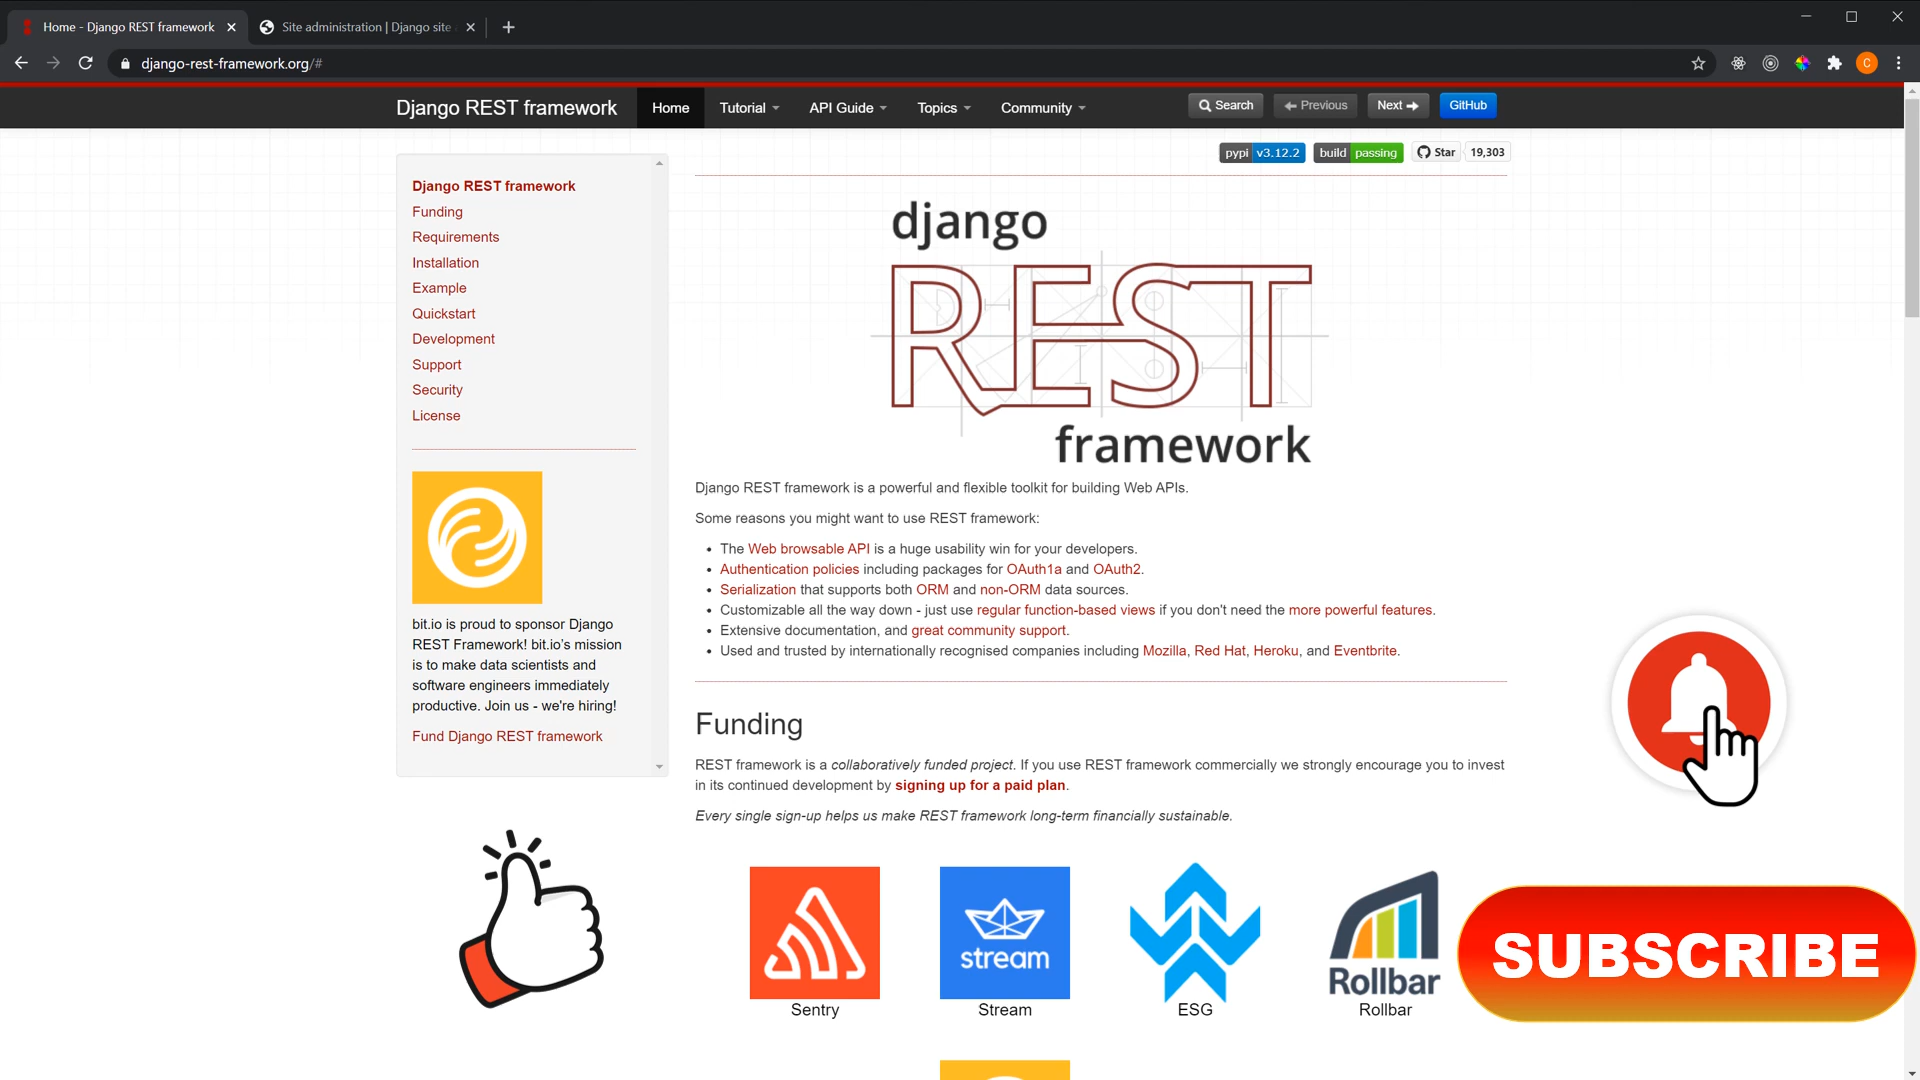 Home - Django REST framework
Site administration | Django site
django-rest-framework.org/#
C
Django REST framework
Home
Tutorial
API Guide
Topics
Community
Search
Previous
Next
GitHub
pypi v3.12.2
build passing
Star 19,303
Django REST framework
Funding
Requirements
Installation
Example
Quickstart
Development
Support
Security
License
bit.io is proud to sponsor Django
REST Framework! bit.io’s mission
is to make data scientists and
software engineers immediately
productive. Join us - we're hiring!
Fund Django REST framework
django
REST
framework
Django REST framework is a powerful and flexible toolkit for building Web APIs.
Some reasons you might want to use REST framework:
• The Web browsable API is a huge usability win for your developers.
• Authentication policies including packages for OAuth1a and OAuth2.
• Serialization that supports both ORM and non-ORM data sources.
• Customizable all the way down - just use regular function-based views if you don't need the more powerful features.
• Extensive documentation, and great community support.
• Used and trusted by internationally recognised companies including Mozilla, Red Hat, Heroku, and Eventbrite.
Funding
REST framework is a collaboratively funded project. If you use REST framework commercially we strongly encourage you to invest
in its continued development by signing up for a paid plan.
Every single sign-up helps us make REST framework long-term financially sustainable.
stream
Rollbar
Sentry
Stream
ESG
Rollbar
SUBSCRIBE